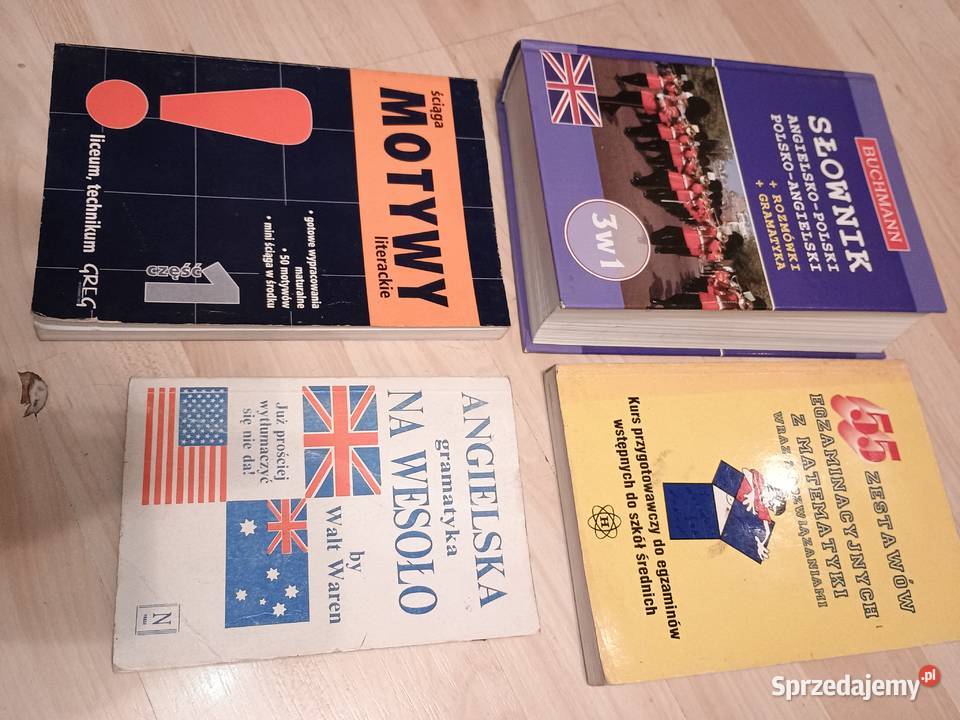 ściąga
MOTYWY
literackie
• gotowe wypracowania
maturalne
• 50 motywów
• mini ściąga w środku
liceum, technikum
część
1
GREG
BUCHMANN
SŁOWNIK
ANGIELSKO-POLSKI
POLSKO-ANGIELSKI
+ ROZMÓWKI
+ GRAMATYKA
3w1
ANGIELSKA
gramatyka
NA WESOŁO
by
Walt Waren
Już prościej
wytłumaczyć
się nie da!
N
55 ZESTAWÓW
EGZAMINACYJNYCH
Z MATEMATYKI
WRAZ Z ROZWIĄZANIAMI
Kurs przygotowawczy do egzaminów
wstępnych do szkół średnich
H
Sprzedajemy.pl